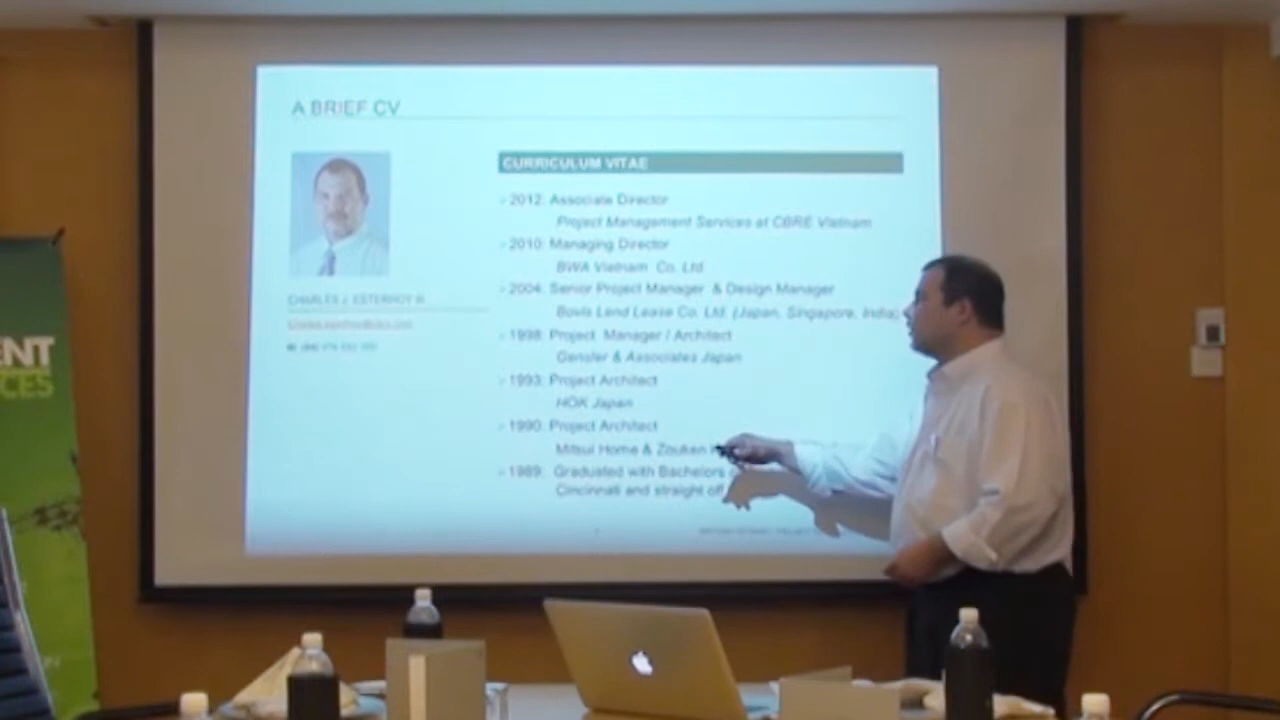 A BRIEF CV
CURRICULUM VITAE
2012: Associate Director
Project Management Services at CBRE Vietnam
2010: Managing Director
BWA Vietnam Co. Ltd
2004: Senior Project Manager & Design Manager
Bovis Lend Lease Co. Ltd. (Japan, Singapore, India)
1998: Project Manager / Architect
Gensler & Associates Japan
1993: Project Architect
HOK Japan
1990: Project Architect
Mitsui Home & Zouken
1989: Graduated with Bachelors
Cincinnati and straight off
CHARLES J.
ENT
CES